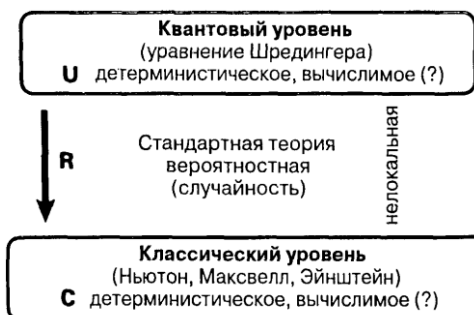 Квантовый уровень
(уравнение Шредингера)
U детерминистическое, вычислимое (?)
R
Стандартная теория
вероятностная
(случайность)
нелокальная
Классический уровень
(Ньютон, Максвелл, Эйнштейн)
C детерминистическое, вычислимое (?)